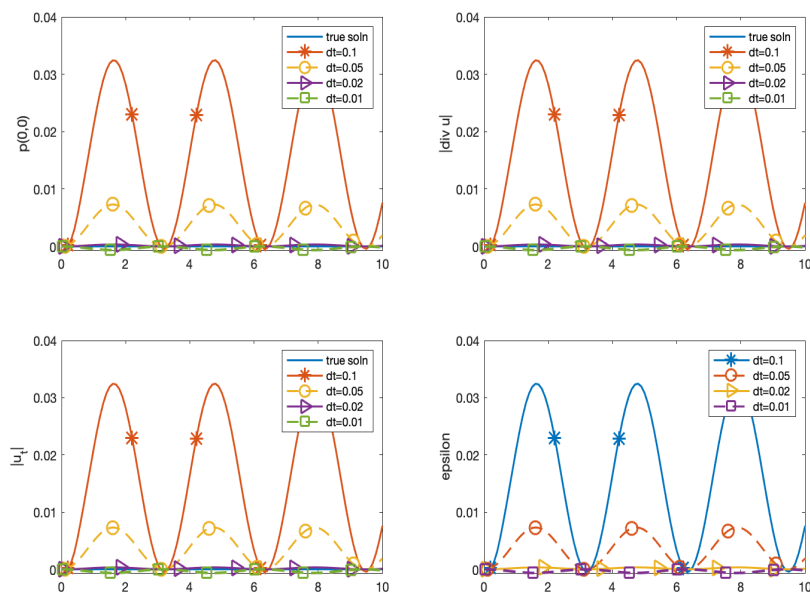 0.04
0.03
0.02
0.01
0
p(0,0)
true soln
dt=0.1
dt=0.05
dt=0.02
dt=0.01
0 2 4 6 8 10
0.04
0.03
0.02
0.01
0
|div u|
true soln
dt=0.1
dt=0.05
dt=0.02
dt=0.01
0 2 4 6 8 10
0.04
0.03
0.02
0.01
0
|u_t|
true soln
dt=0.1
dt=0.05
dt=0.02
dt=0.01
0 2 4 6 8 10
0.04
0.03
0.02
0.01
0
epsilon
dt=0.1
dt=0.05
dt=0.02
dt=0.01
0 2 4 6 8 10